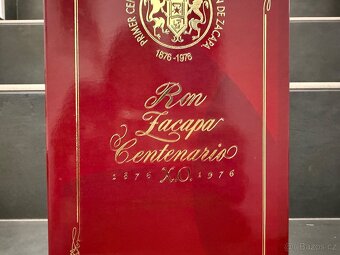 PRIMER CE
A DE ZACAPA
1876-1976
Ron
Zacapa
Centenario
1876 X.O. 1976
Bazos.cz